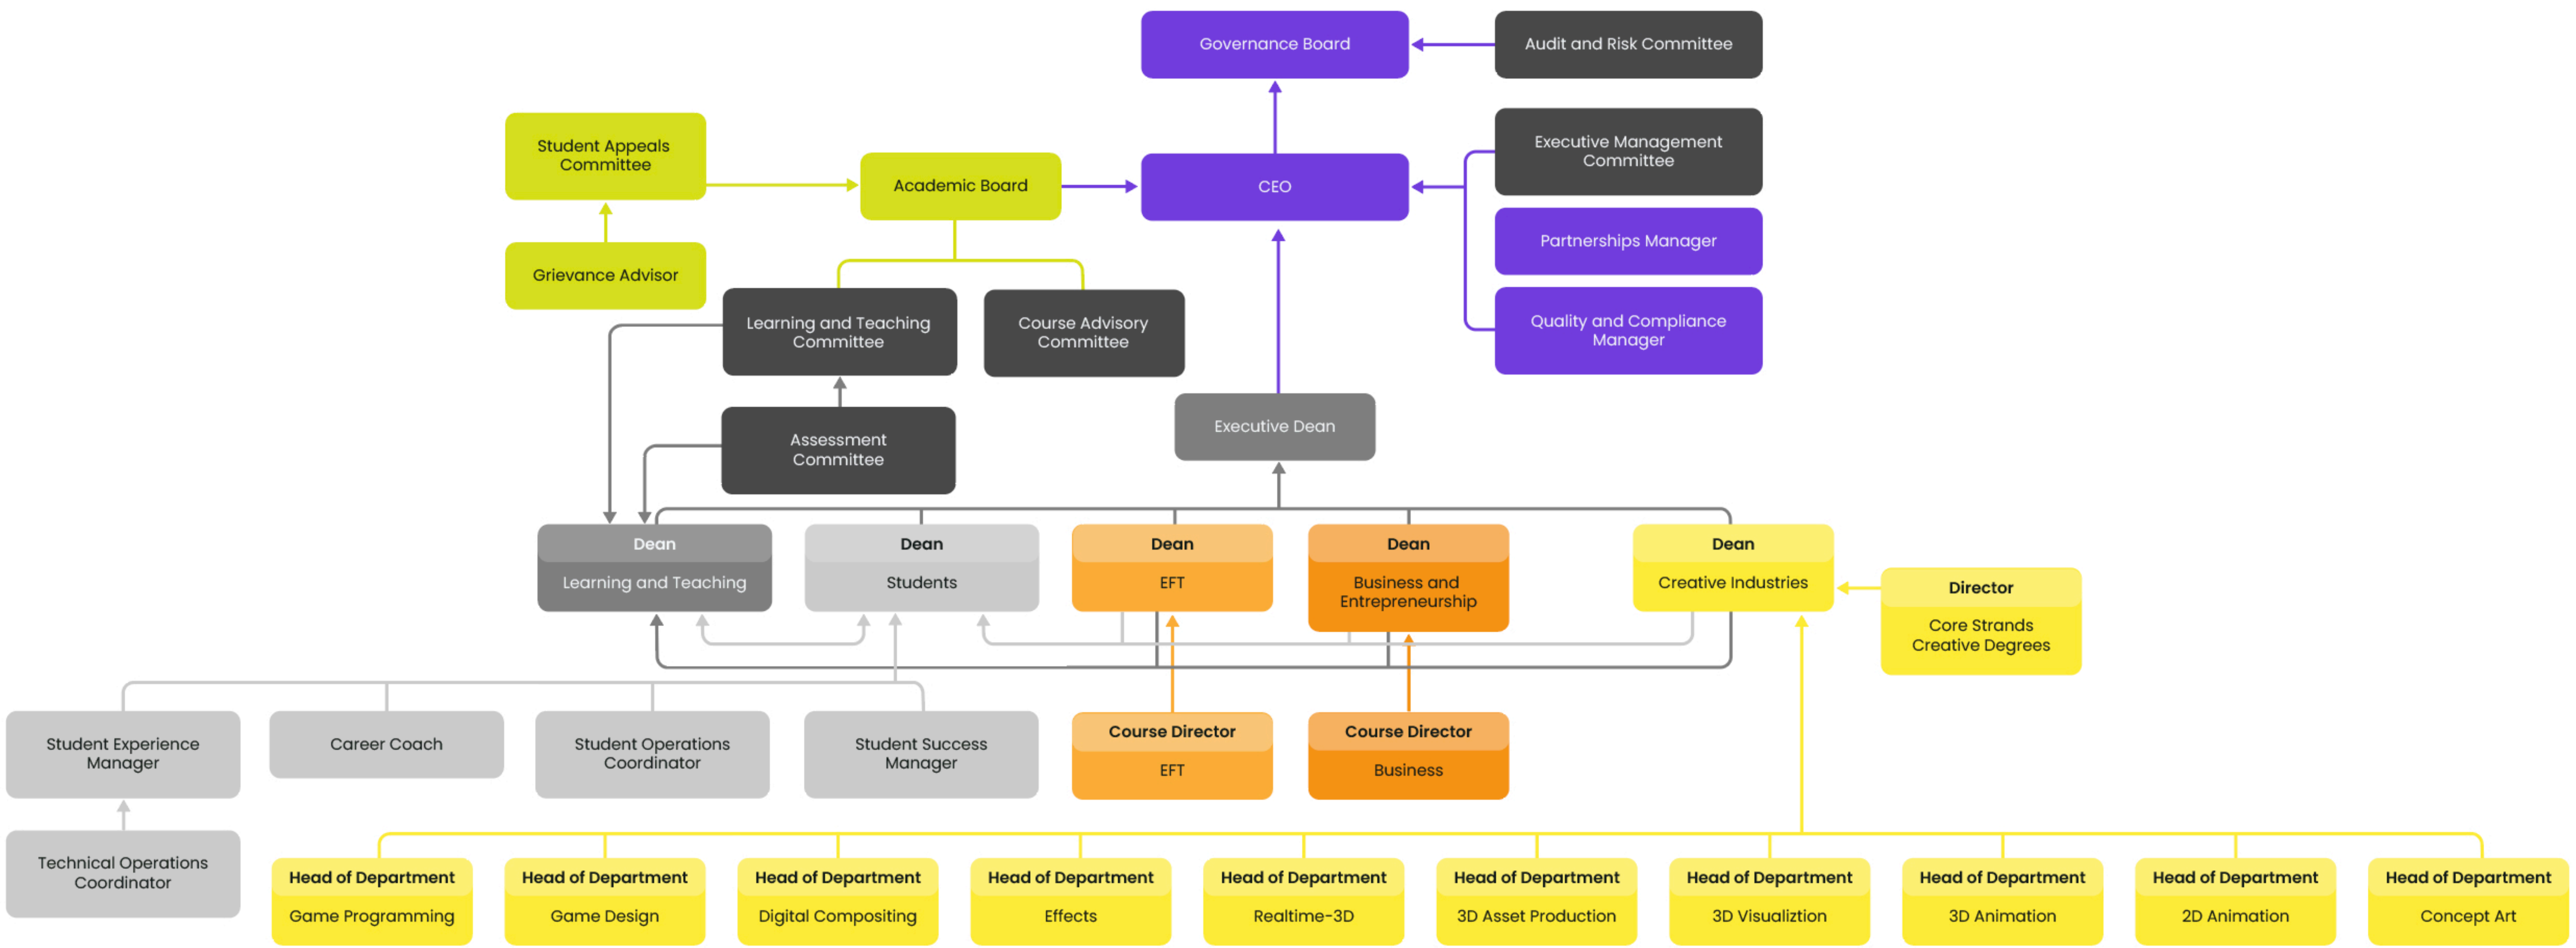 Governance Board
Audit and Risk Committee
Student Appeals
Committee
Academic Board
CEO
Executive Management
Committee
Partnerships Manager
Grievance Advisor
Quality and Compliance
Manager
Learning and Teaching
Committee
Course Advisory
Committee
Assessment
Committee
Executive Dean
Dean
Learning and Teaching
Dean
Students
Dean
EFT
Dean
Business and
Entrepreneurship
Dean
Creative Industries
Director
Core Strands
Creative Degrees
Student Experience
Manager
Career Coach
Student Operations
Coordinator
Student Success
Manager
Course Director
EFT
Course Director
Business
Technical Operations
Coordinator
Head of Department
Game Programming
Head of Department
Game Design
Head of Department
Digital Compositing
Head of Department
Effects
Head of Department
Realtime-3D
Head of Department
3D Asset Production
Head of Department
3D Visualiztion
Head of Department
3D Animation
Head of Department
2D Animation
Head of Department
Concept Art